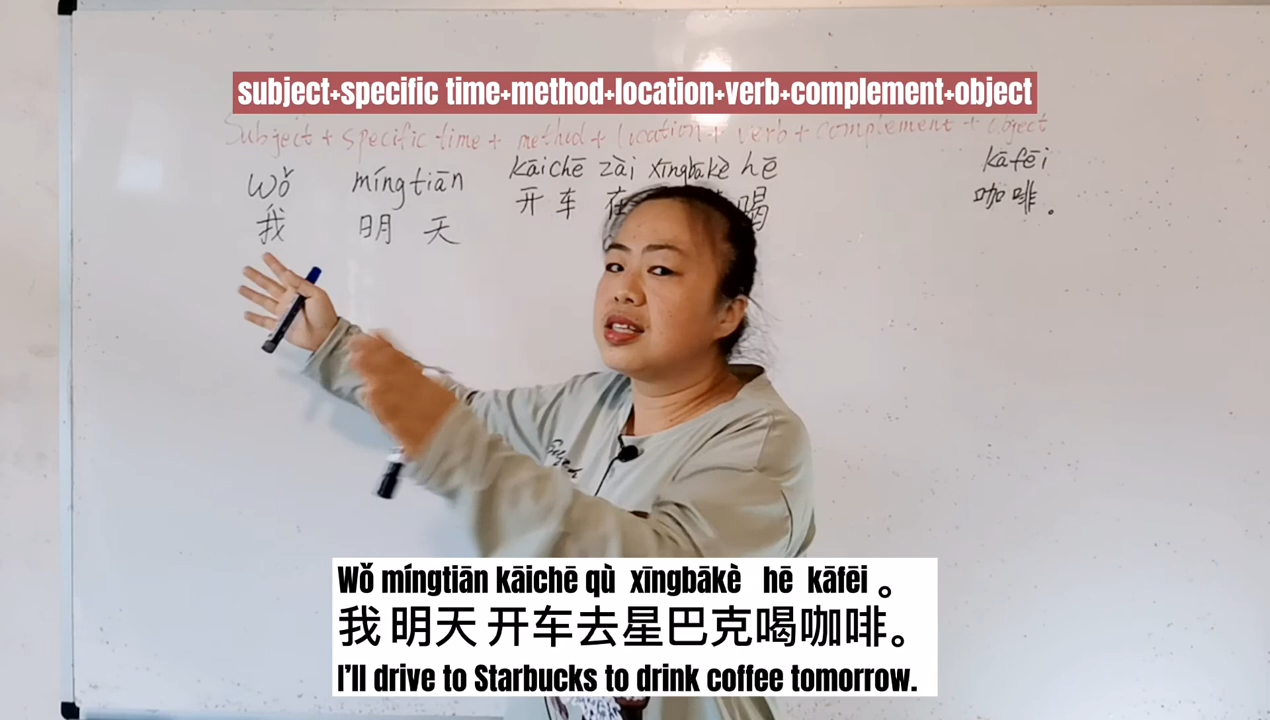 subject+specific time+method+location+verb+complement+object
Subject + specific time + method + location + verb + complement + object
wǒ míngtiān kāichē zài xīngbākè hē kāfēi
我 明天 开车 在 喝 咖啡。
Wǒ míngtiān kāichē qù xīngbākè hē kāfēi 。
我 明天 开车去星巴克喝咖啡。
I’ll drive to Starbucks to drink coffee tomorrow.